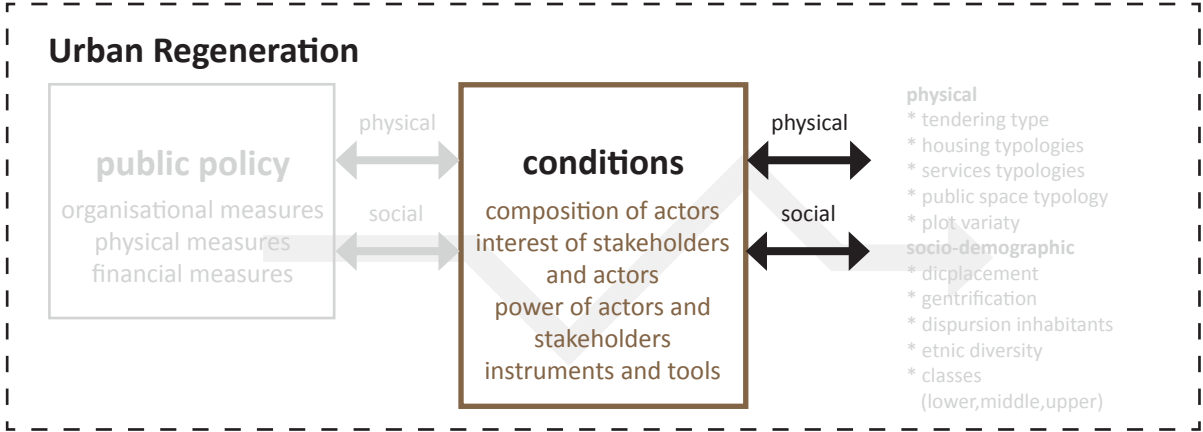 Urban Regeneration
public policy
organisational measures
physical measures
financial measures
physical
social
conditions
composition of actors
interest of stakeholders
and actors
power of actors and
stakeholders
instruments and tools
physical
social
physical
* tendering type
* housing typologies
* services typologies
* public space typology
* plot variaty
socio-demographic
* dicplacement
* gentrification
* dispursion inhabitants
* etnic diversity
* classes
(lower,middle,upper)